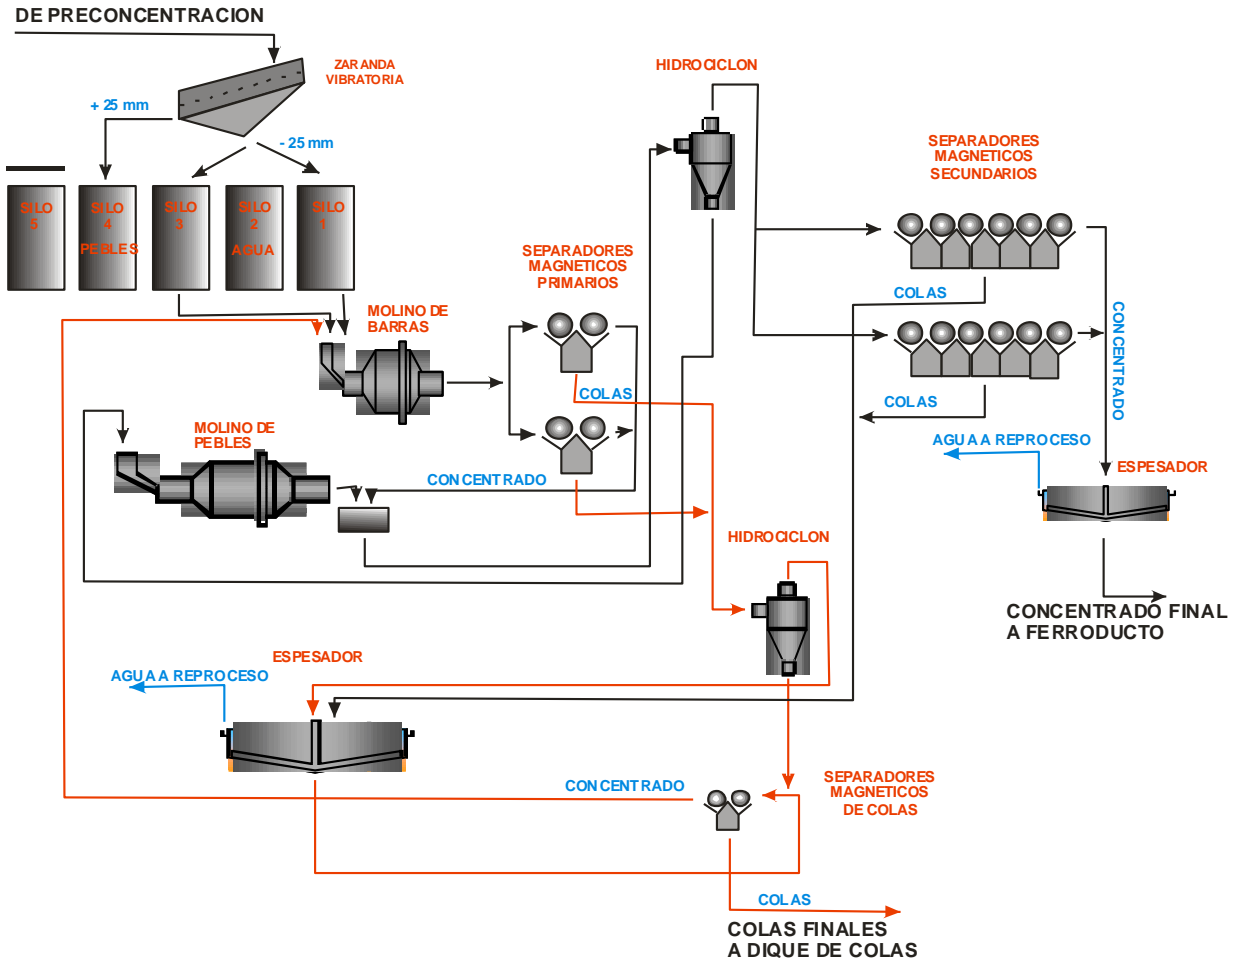 DE PRECONCENTRACION
ZARANDA
VIBRATORIA
+ 25 mm
- 25 mm
SILO
5
SILO
4
PEBLES
SILO
3
SILO
2
AGUA
SILO
1
HIDROCICLON
SEPARADORES
MAGNETICOS
SECUNDARIOS
SEPARADORES
MAGNETICOS
PRIMARIOS
MOLINO DE
BARRAS
COLAS
COLAS
CONCENTRADO
COLAS
MOLINO DE
PEBLES
CONCENTRADO
AGUA A REPROCESO
ESPESADOR
HIDROCICLON
CONCENTRADO FINAL
A FERRODUCTO
ESPESADOR
AGUA A REPROCESO
CONCENTRADO
SEPARADORES
MAGNETICOS
DE COLAS
COLAS
COLAS FINALES
A DIQUE DE COLAS